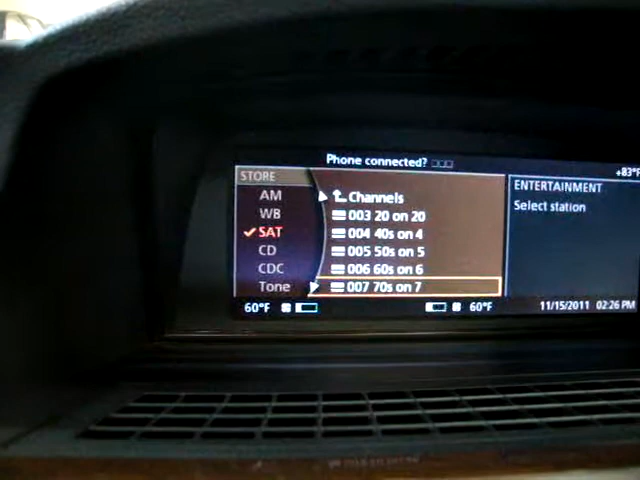 Phone connected?
+83°F
STORE
AM
WB
SAT
CD
CDC
Tone
Channels
003 20 on 20
004 40s on 4
005 50s on 5
006 60s on 6
007 70s on 7
ENTERTAINMENT
Select station
60°F
60°F
11/15/2011 02:26 PM